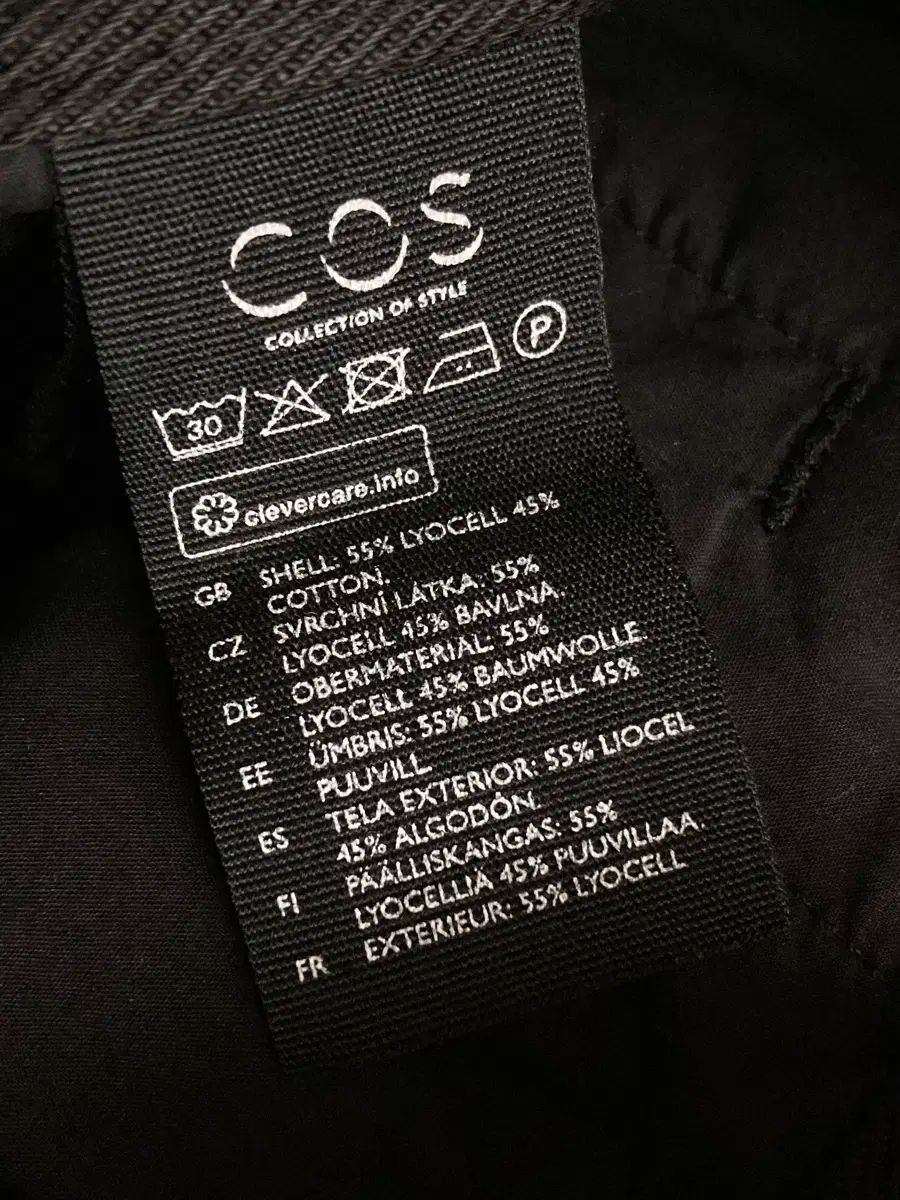 COS
COLLECTION OF STYLE
30 P
clevercare.info
GB SHELL: 55% LYOCELL 45%
COTTON.
CZ SVRCHNÍ LÁTKA: 55%
LYOCELL 45% BAVLNA.
DE OBERMATERIAL: 55%
LYOCELL 45% BAUMWOLLE.
EE ÜMBRIS: 55% LYOCELL 45%
PUUVILL
ES TELA EXTERIOR: 55% LIOCEL
45% ALGODÓN.
FI PÄÄLLISKANGAS: 55%
LYOCELLIÄ 45% PUUVILLAA.
FR EXTERIEUR: 55% LYOCELL